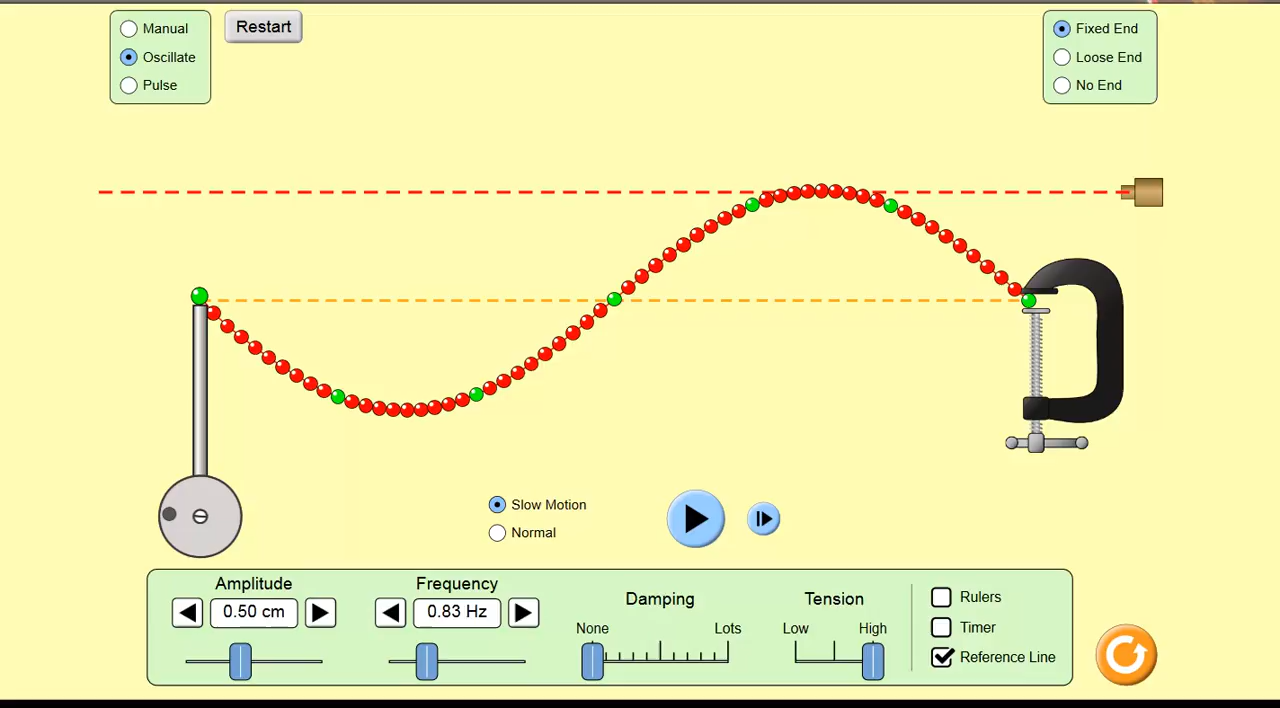 Manual
Oscillate
Pulse
Restart
Fixed End
Loose End
No End
Slow Motion
Normal
Amplitude
0.50 cm
Frequency
0.83 Hz
Damping
None
Lots
Tension
Low
High
Rulers
Timer
Reference Line